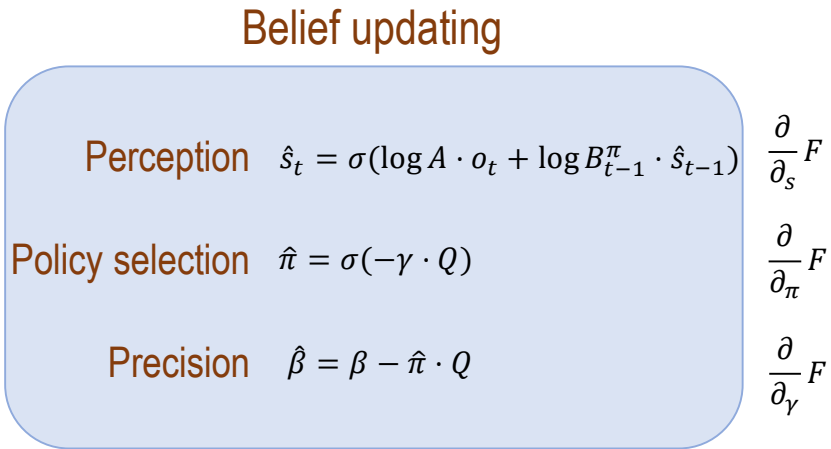 Belief updating
Perception ŝ_t = σ(log A · o_t + log B^π_{t−1} · ŝ_{t−1}) ∂/∂_s F
Policy selection π̂ = σ(−γ · Q) ∂/∂_π F
Precision β̂ = β − π̂ · Q ∂/∂_γ F